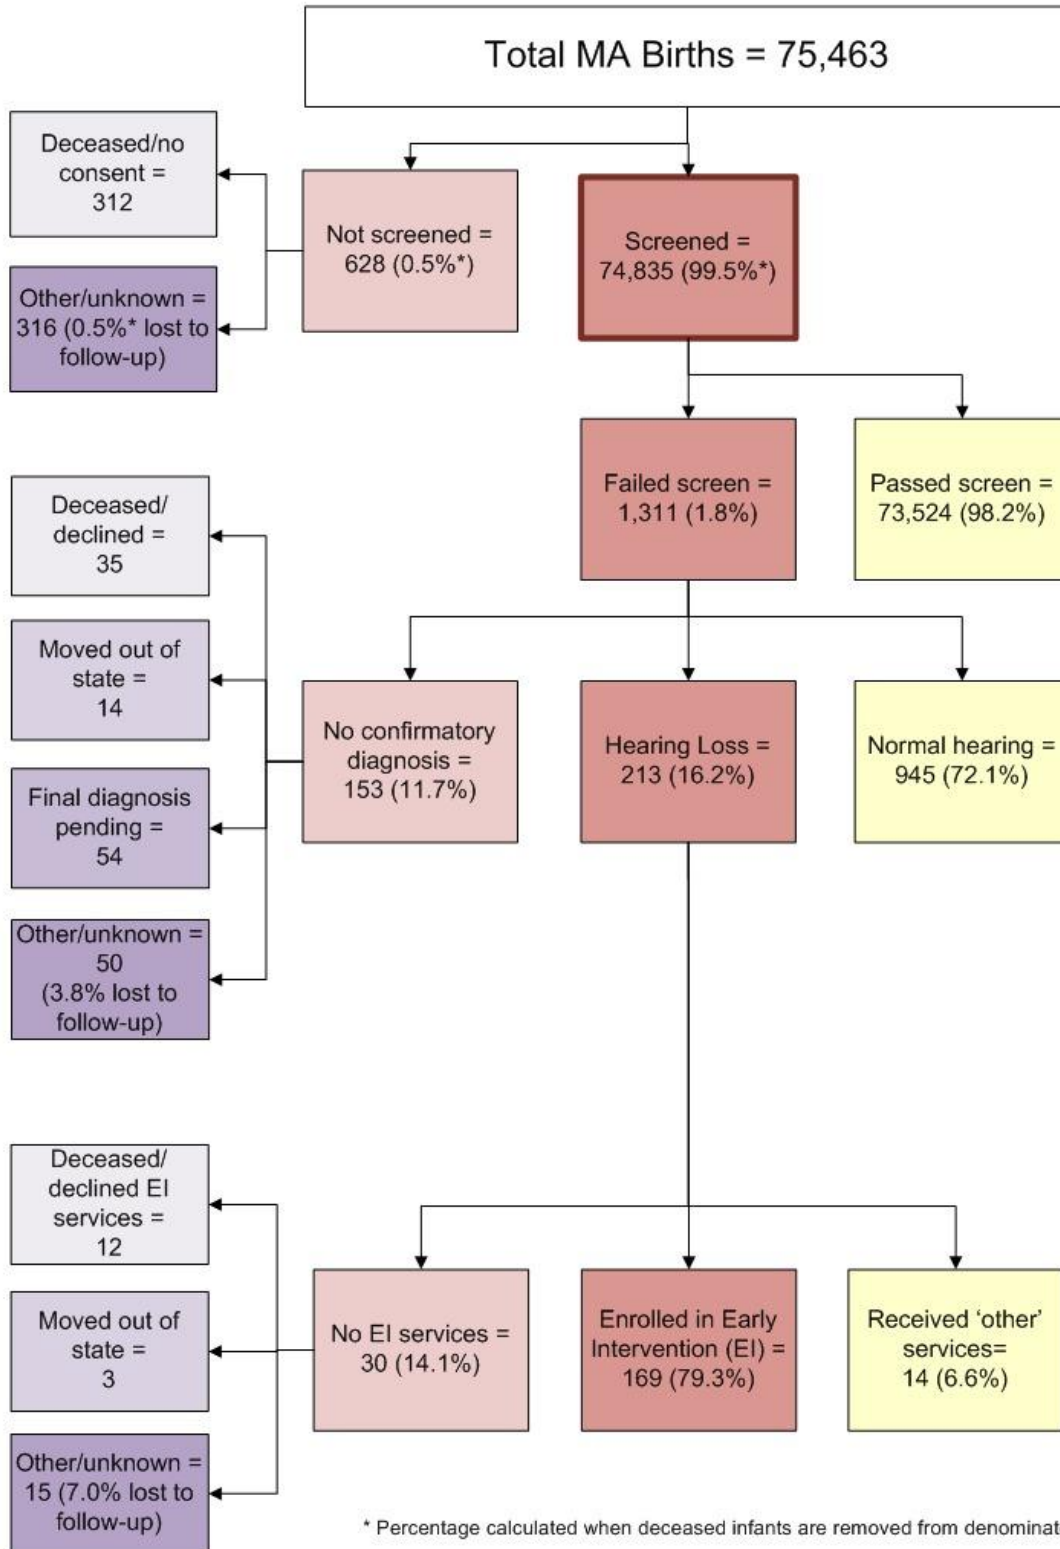 Total MA Births = 75,463
Deceased/no
consent =
312
Not screened =
628 (0.5%*)
Screened =
74,835 (99.5%*)
Other/unknown =
316 (0.5%* lost to
follow-up)
Failed screen =
1,311 (1.8%)
Passed screen =
73,524 (98.2%)
Deceased/
declined =
35
Moved out of
state =
14
No confirmatory
diagnosis =
153 (11.7%)
Hearing Loss =
213 (16.2%)
Normal hearing =
945 (72.1%)
Final diagnosis
pending =
54
Other/unknown =
50
(3.8% lost to
follow-up)
Deceased/
declined EI
services =
12
Moved out of
state =
3
No EI services =
30 (14.1%)
Enrolled in Early
Intervention (EI) =
169 (79.3%)
Received ‘other’
services=
14 (6.6%)
Other/unknown =
15 (7.0% lost to
follow-up)
* Percentage calculated when deceased infants are removed from denominat